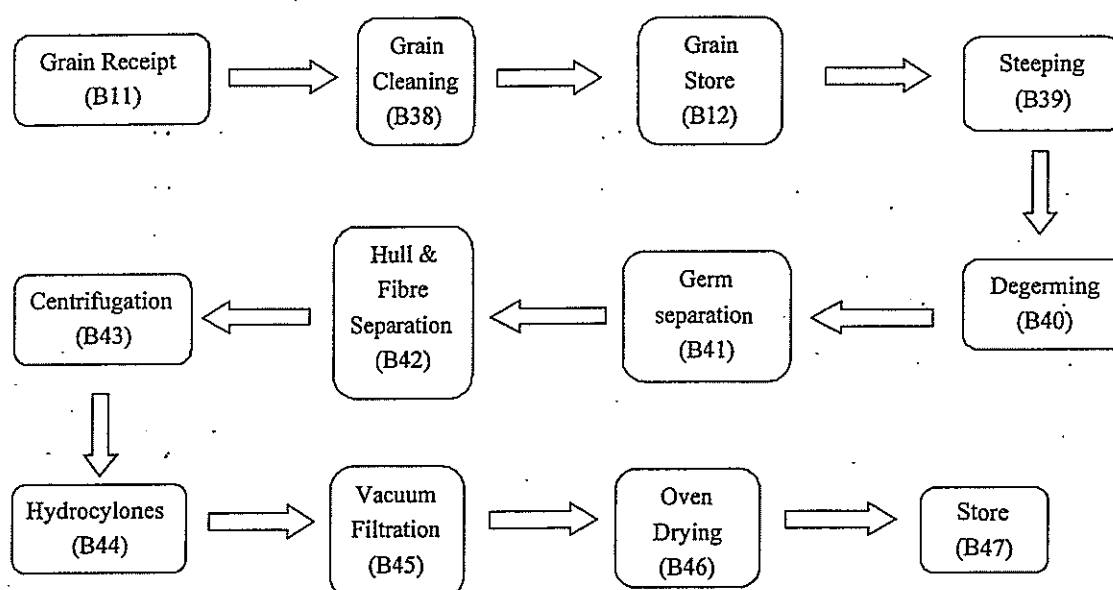 Grain Receipt
(B11)
Grain
Cleaning
(B38)
Grain
Store
(B12)
Steeping
(B39)
Degerming
(B40)
Germ
separation
(B41)
Hull &
Fibre
Separation
(B42)
Centrifugation
(B43)
Hydrocylones
(B44)
Vacuum
Filtration
(B45)
Oven
Drying
(B46)
Store
(B47)